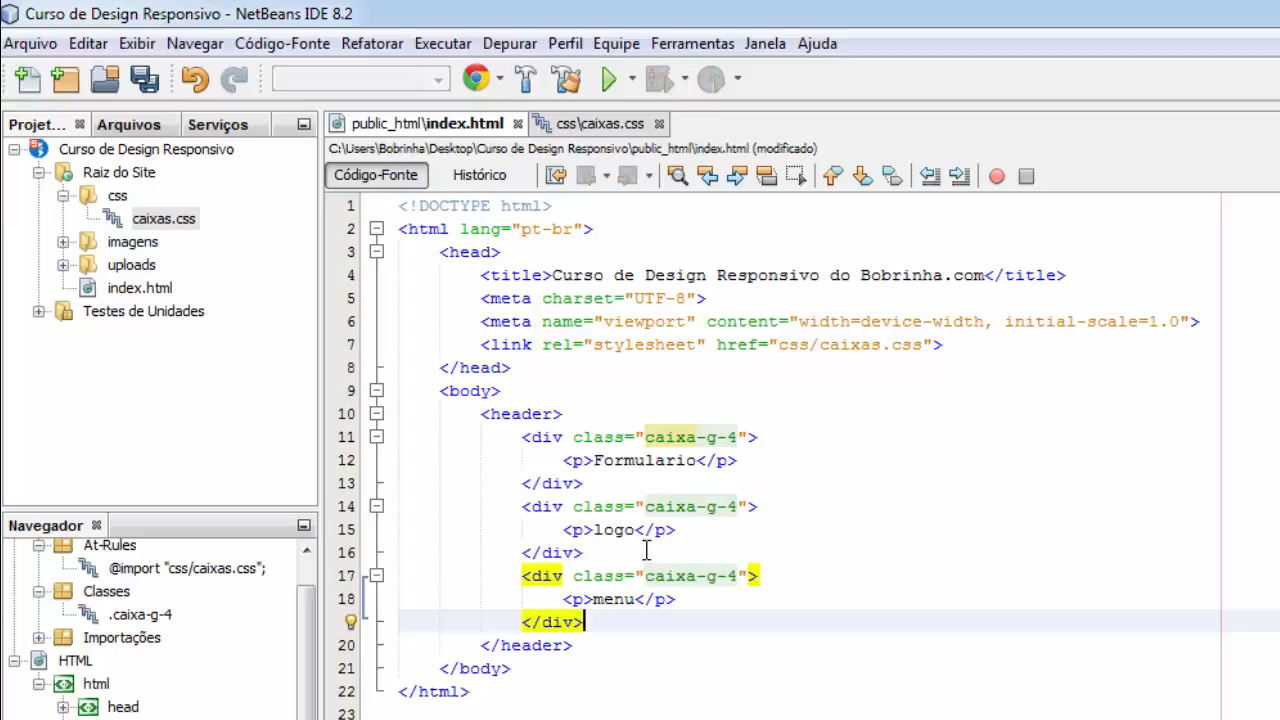 Curso de Design Responsivo - NetBeans IDE 8.2
Arquivo Editar Exibir Navegar Código-Fonte Refatorar Executar Depurar Perfil Equipe Ferramentas Janela Ajuda
Projet... Arquivos Serviços
Curso de Design Responsivo
Raiz do Site
css
caixas.css
imagens
uploads
index.html
Testes de Unidades
Navegador
At-Rules
@import "css/caixas.css";
Classes
.caixa-g-4
Importações
HTML
html
head
public_html\index.html css\caixas.css
C:\Users\Bobrinha\Desktop\Curso de Design Responsivo\public_html\index.html (modificado)
Código-Fonte Histórico
1 <!DOCTYPE html>
2 <html lang="pt-br">
3 <head>
4 <title>Curso de Design Responsivo do Bobrinha.com</title>
5 <meta charset="UTF-8">
6 <meta name="viewport" content="width=device-width, initial-scale=1.0">
7 <link rel="stylesheet" href="css/caixas.css">
8 </head>
9 <body>
10 <header>
11 <div class="caixa-g-4">
12 <p>Formulario</p>
13 </div>
14 <div class="caixa-g-4">
15 <p>logo</p>
16 </div>
17 <div class="caixa-g-4">
18 <p>menu</p>
</div>
20 </header>
21 </body>
22 </html>
23